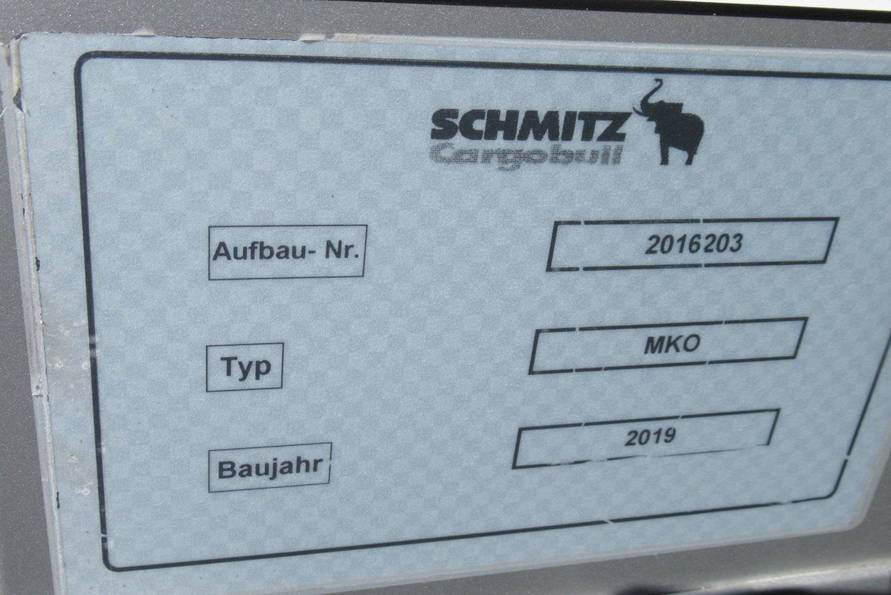 SCHMITZ
Cargobull
Aufbau- Nr. 2016203
Typ MKO
Baujahr 2019